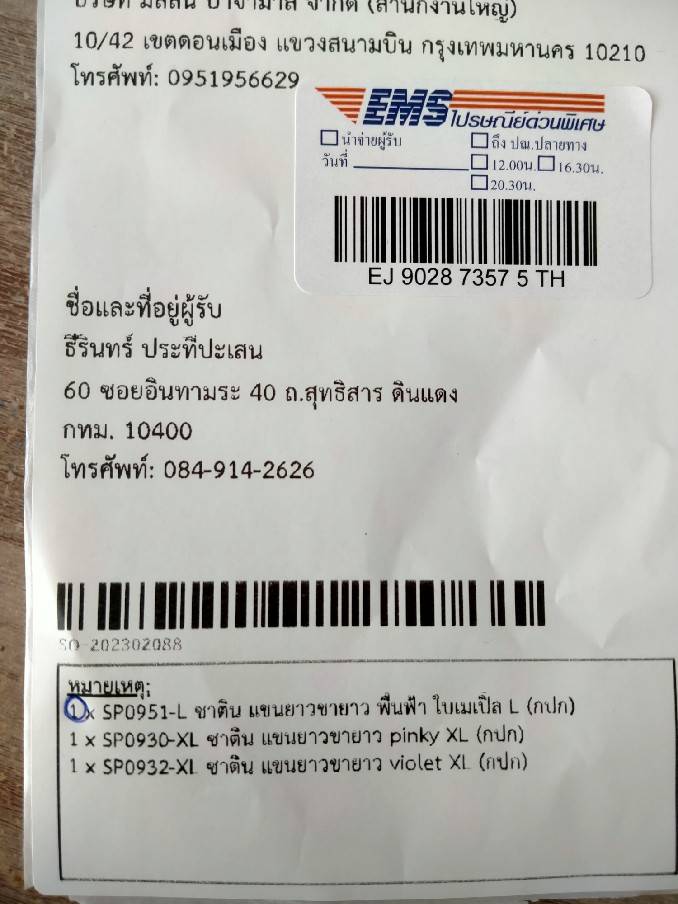 (สำนักงานใหญ่)
10/42 เขตดอนเมือง แขวงสนามบิน กรุงเทพมหานคร 10210
โทรศัพท์: 0951956629
EMS
ไปรษณีย์ด่วนพิเศษ
นำจ่ายผู้รับ
ถึง ปณ.ปลายทาง
วันที่
12.00น. 16.30น.
20.30น.
EJ 9028 7357 5 TH
ชื่อและที่อยู่ผู้รับ
ธีรินทร์ ประทีปะเสน
60 ซอยอินทามระ 40 ถ.สุทธิสาร ดินแดง
กทม. 10400
โทรศัพท์: 084-914-2626
SO-202302088
หมายเหตุ:
1 x SP0951-L ซาติน แขนยาวขายาว พื้นฟ้า ใบเมเปิ้ล L (กปก)
1 x SP0930-XL ซาติน แขนยาวขายาว pinky XL (กปก)
1 x SP0932-XL ซาติน แขนยาวขายาว violet XL (กปก)